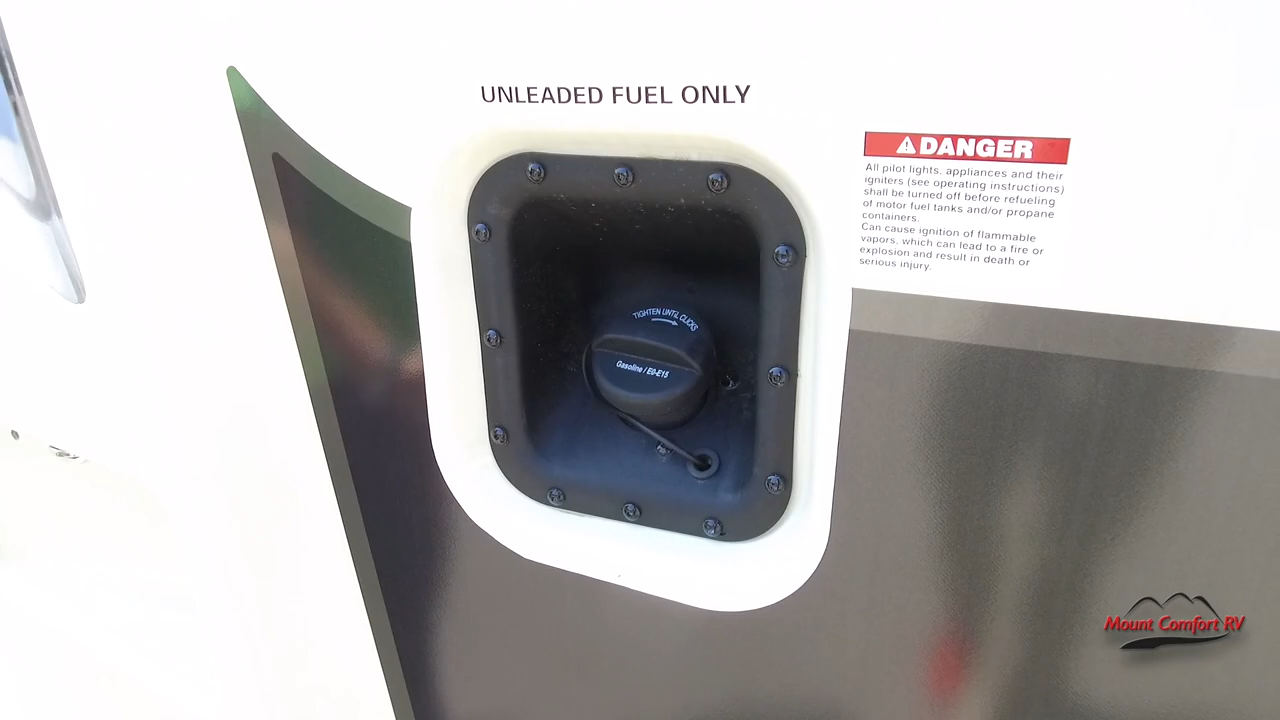 UNLEADED FUEL ONLY
DANGER
All pilot lights, appliances and their
igniters (see operating instructions)
shall be turned off before refueling
of motor fuel tanks and/or propane
containers.
Can cause ignition of flammable
vapors, which can lead to a fire or
explosion and result in death or
serious injury.
TIGHTEN UNTIL CLICKS
Gasoline / E0-E15
Mount Comfort RV